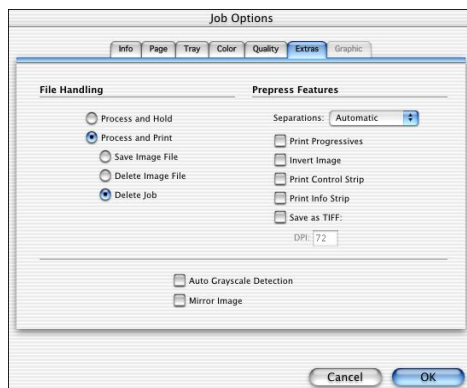 Job Options
Info Page Tray Color Quality Extras Graphic
File Handling
Process and Hold
Process and Print
Save Image File
Delete Image File
Delete Job
Prepress Features
Separations: Automatic
Print Progressives
Invert Image
Print Control Strip
Print Info Strip
Save as TIFF:
DPI: 72
Auto Grayscale Detection
Mirror Image
Cancel OK